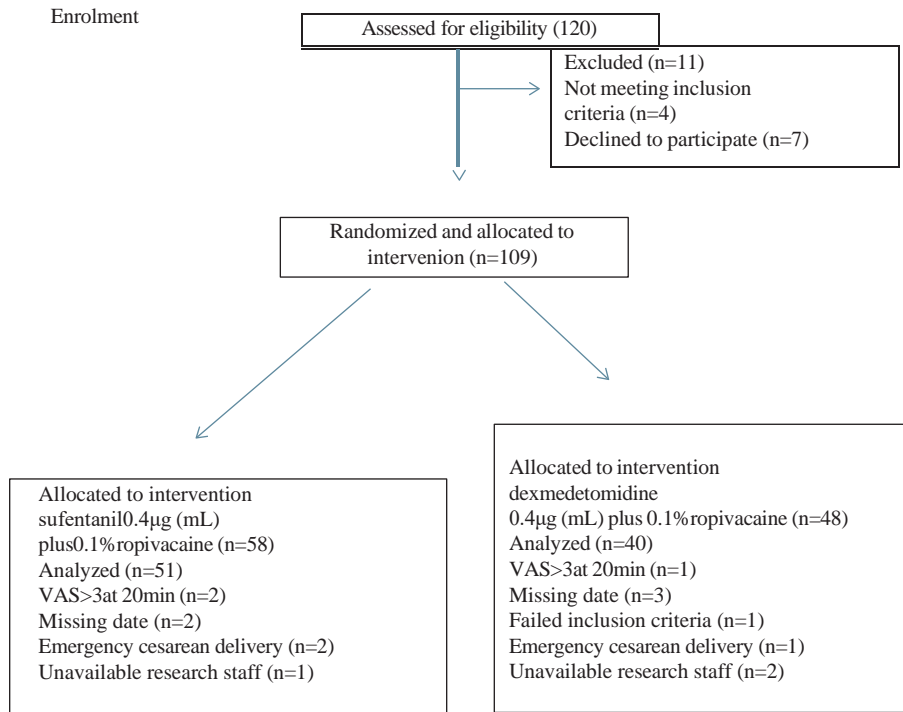 Enrolment
Assessed for eligibility (120)
Excluded (n=11)
Not meeting inclusion
criteria (n=4)
Declined to participate (n=7)
Randomized and allocated to
intervenion (n=109)
Allocated to intervention
sufentanil0.4μg (mL)
plus0.1%ropivacaine (n=58)
Analyzed (n=51)
VAS>3at 20min (n=2)
Missing date (n=2)
Emergency cesarean delivery (n=2)
Unavailable research staff (n=1)
Allocated to intervention
dexmedetomidine
0.4μg (mL) plus 0.1%ropivacaine (n=48)
Analyzed (n=40)
VAS>3at 20min (n=1)
Missing date (n=3)
Failed inclusion criteria (n=1)
Emergency cesarean delivery (n=1)
Unavailable research staff (n=2)